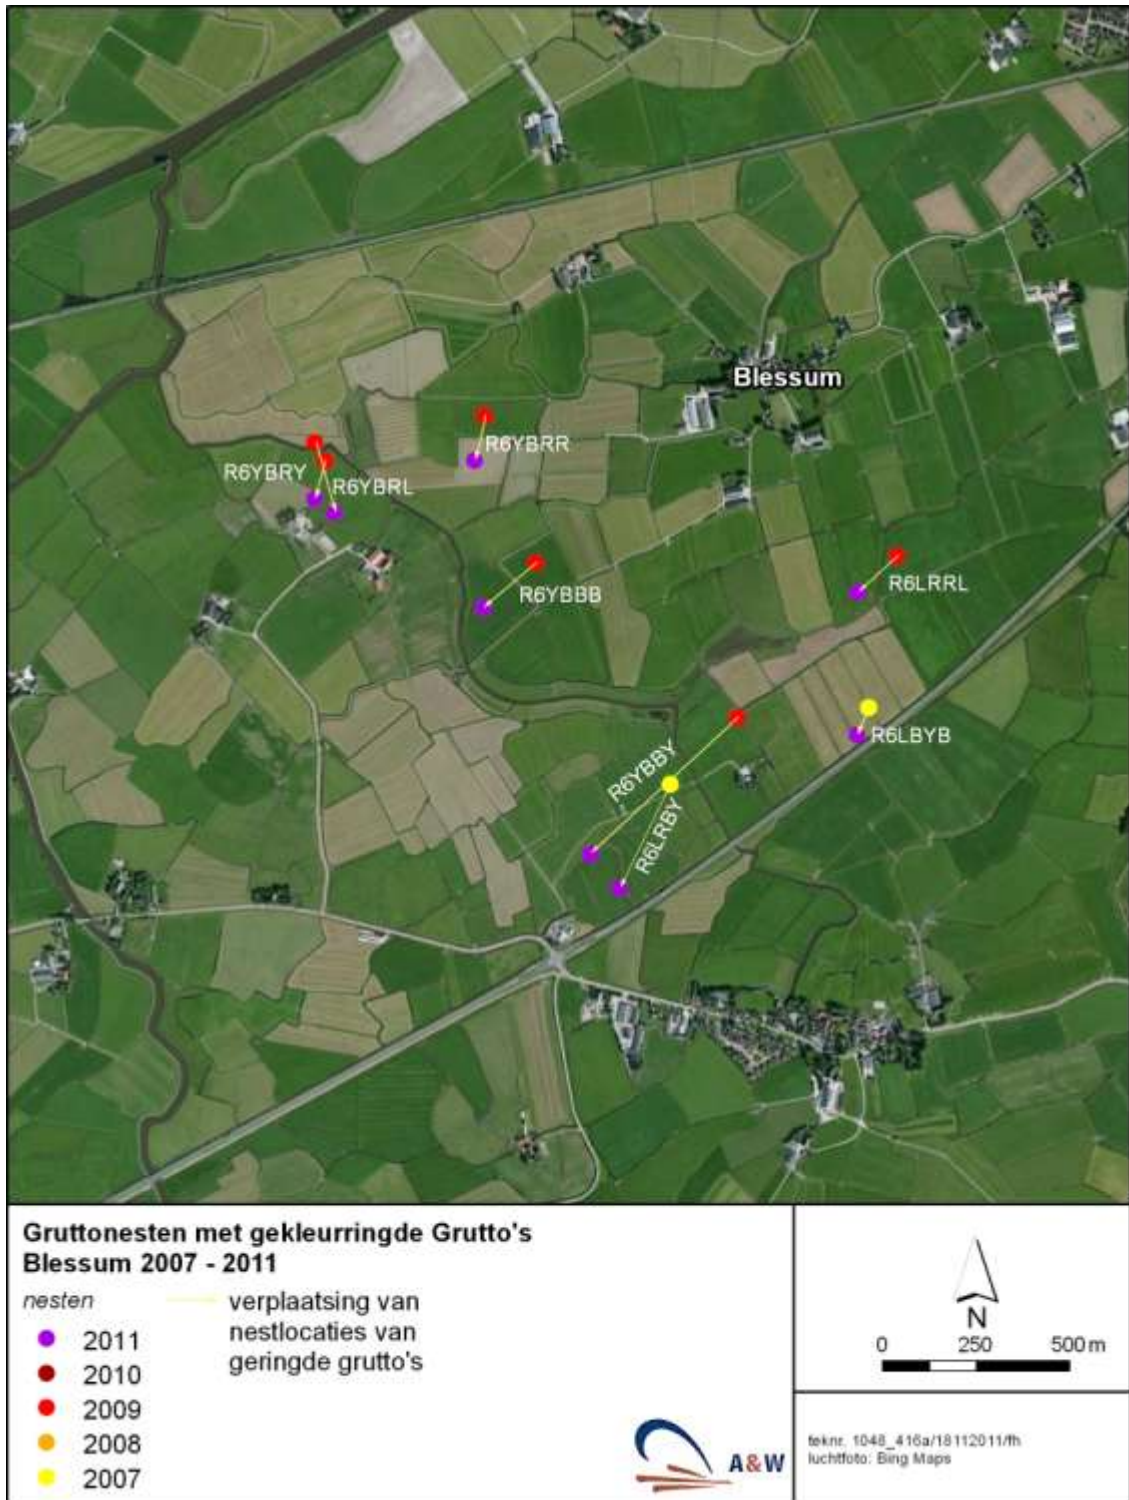 Blessum
R6YBRR
R6YBRY
R6YBRL
R6YBBB
R6LRRL
R6LBYB
R6YBBY
R6LRBY
Gruttonesten met gekleurringde Grutto's
Blessum 2007 - 2011
nesten
2011
2010
2009
2008
2007
verplaatsing van
nestlocaties van
geringde grutto's
A&W
N
0 250 500 m
teknr. 1048_416a/18112011/fh
luchtfoto: Bing Maps